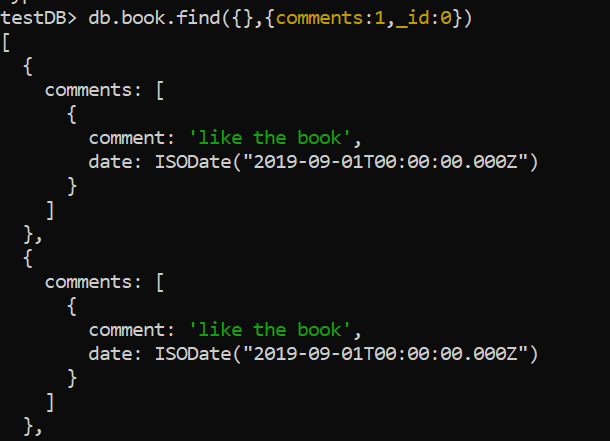 testDB> db.book.find({},{comments:1,_id:0})
[
  {
    comments: [
      {
        comment: 'like the book',
        date: ISODate("2019-09-01T00:00:00.000Z")
      }
    ]
  },
  {
    comments: [
      {
        comment: 'like the book',
        date: ISODate("2019-09-01T00:00:00.000Z")
      }
    ]
  },